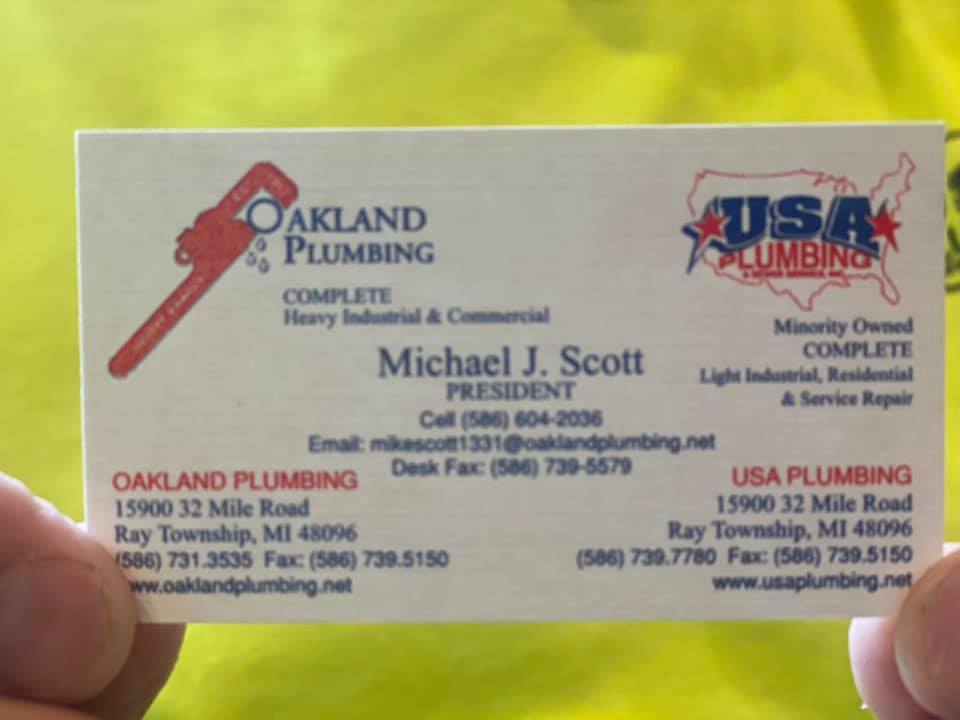 OAKLAND
PLUMBING
COMPLETE
Heavy Industrial & Commercial
USA
PLUMBING
Minority Owned
COMPLETE
Light Industrial, Residential
& Service Repair
Michael J. Scott
PRESIDENT
Cell (586) 604-2036
Email: mikescott1331@oaklandplumbing.net
Desk Fax: (586) 739-5579
OAKLAND PLUMBING
15900 32 Mile Road
Ray Township, MI 48096
(586) 731.3535 Fax: (586) 739.5150
www.oaklandplumbing.net
USA PLUMBING
15900 32 Mile Road
Ray Township, MI 48096
(586) 739.7780 Fax: (586) 739.5150
www.usaplumbing.net